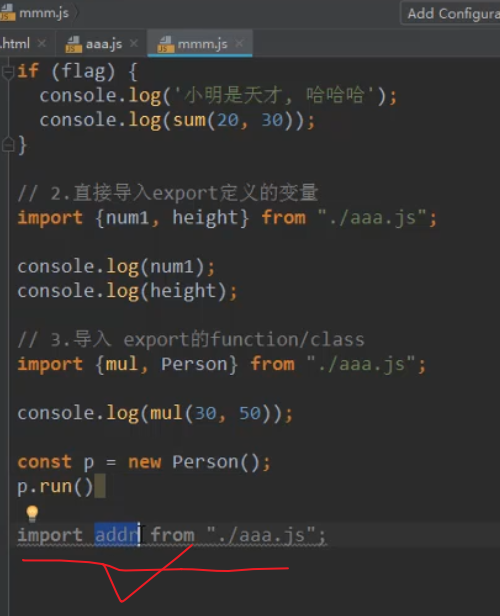 mmm.js
Add Configura
.html
aaa.js
mmm.js
if (flag) {
console.log('小明是天才, 哈哈哈');
console.log(sum(20, 30));
}
// 2.直接导入export定义的变量
import {num1, height} from "./aaa.js";
console.log(num1);
console.log(height);
// 3.导入 export的function/class
import {mul, Person} from "./aaa.js";
console.log(mul(30, 50));
const p = new Person();
p.run()
import addr from "./aaa.js";